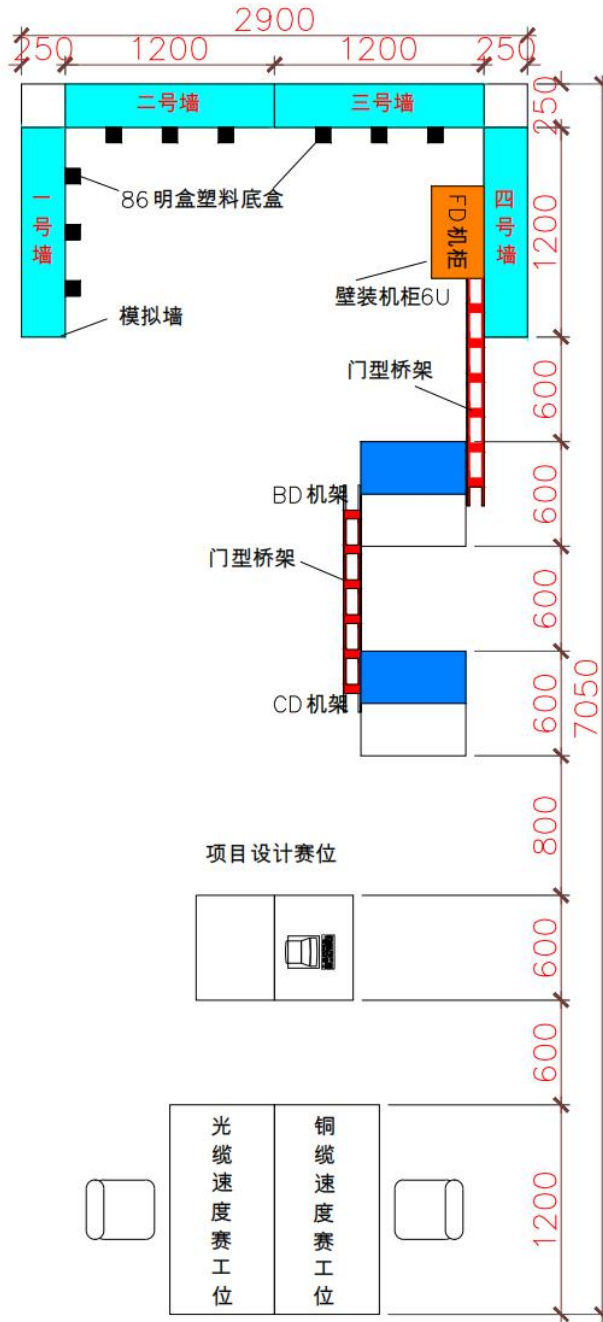 2900
250
1200
1200
250
二号墙
三号墙
250
86明盒塑料底盒
一号墙
FD机柜
四号墙
1200
壁装机柜6U
模拟墙
门型桥架
600
BD机架
600
门型桥架
600
CD机架
600
7050
800
项目设计赛位
600
600
光缆速度赛工位
铜缆速度赛工位
1200